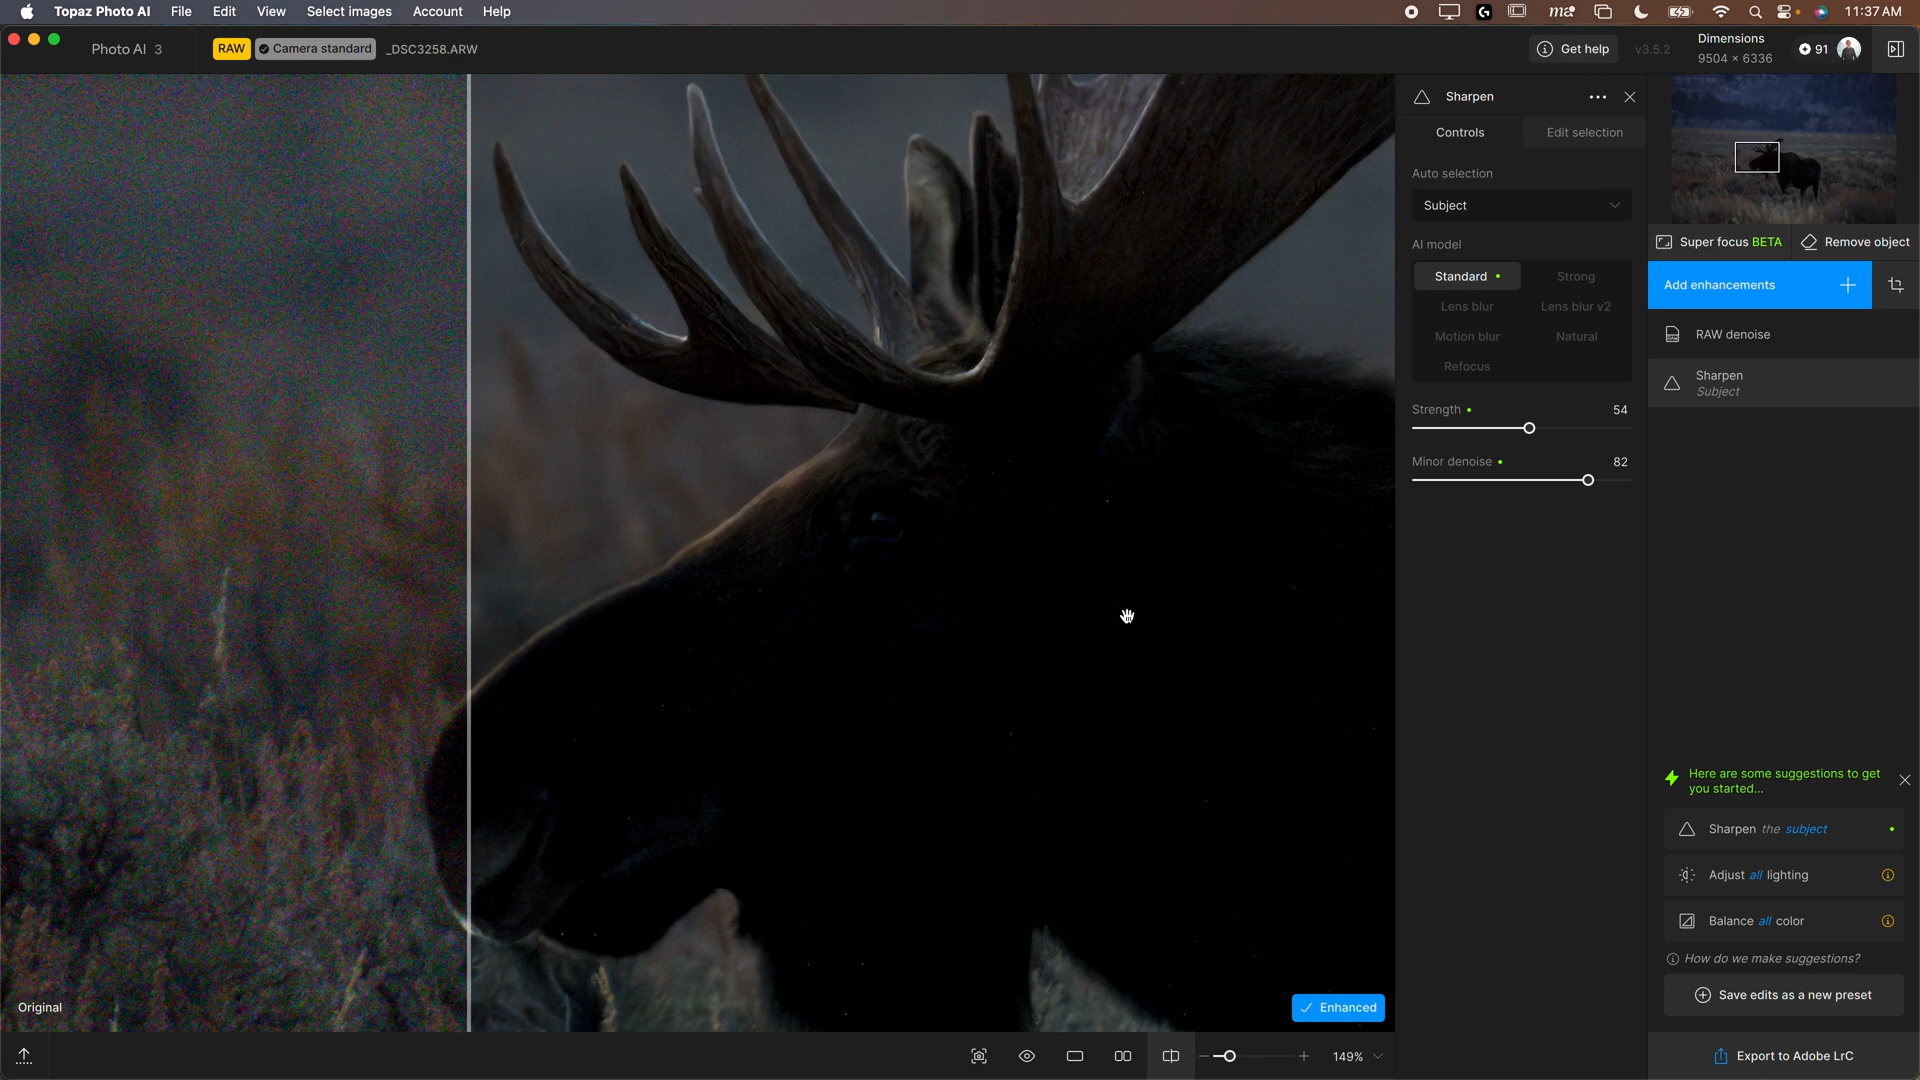 Topaz Photo AI File Edit View Select images Account Help 11:37 AM
Photo AI 3 RAW Camera standard _DSC3258.ARW Get help v3.5.2 Dimensions 91
9504 × 6336
Sharpen
Controls Edit selection
Auto selection
Subject
AI model
Standard Strong
Lens blur Lens blur v2
Motion blur Natural
Refocus
Strength 54
Minor denoise 82
Super focus BETA Remove object
Add enhancements
RAW denoise
Sharpen
Subject
Here are some suggestions to get
you started...
Sharpen the subject
Adjust all lighting
Balance all color
How do we make suggestions?
Save edits as a new preset
Original
Enhanced
149%
Export to Adobe LrC